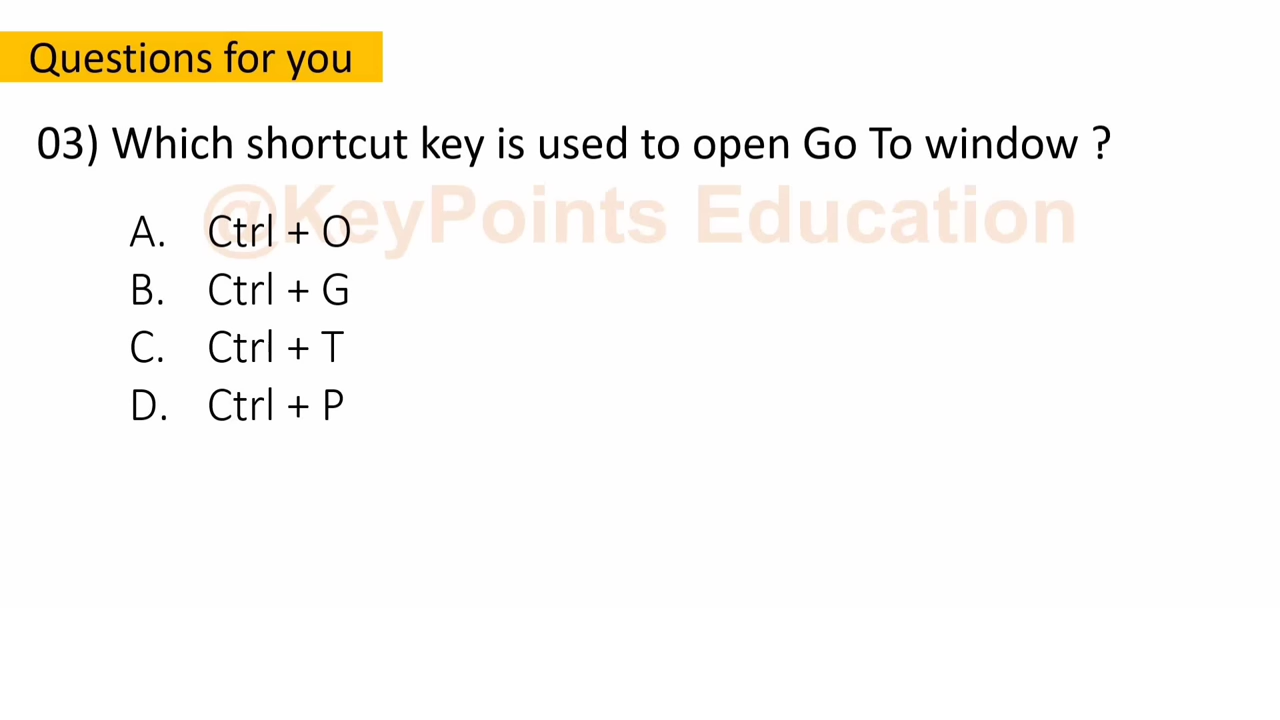 Questions for you
03) Which shortcut key is used to open Go To window ?
@KeyPoints Education
A. Ctrl + O
B. Ctrl + G
C. Ctrl + T
D. Ctrl + P